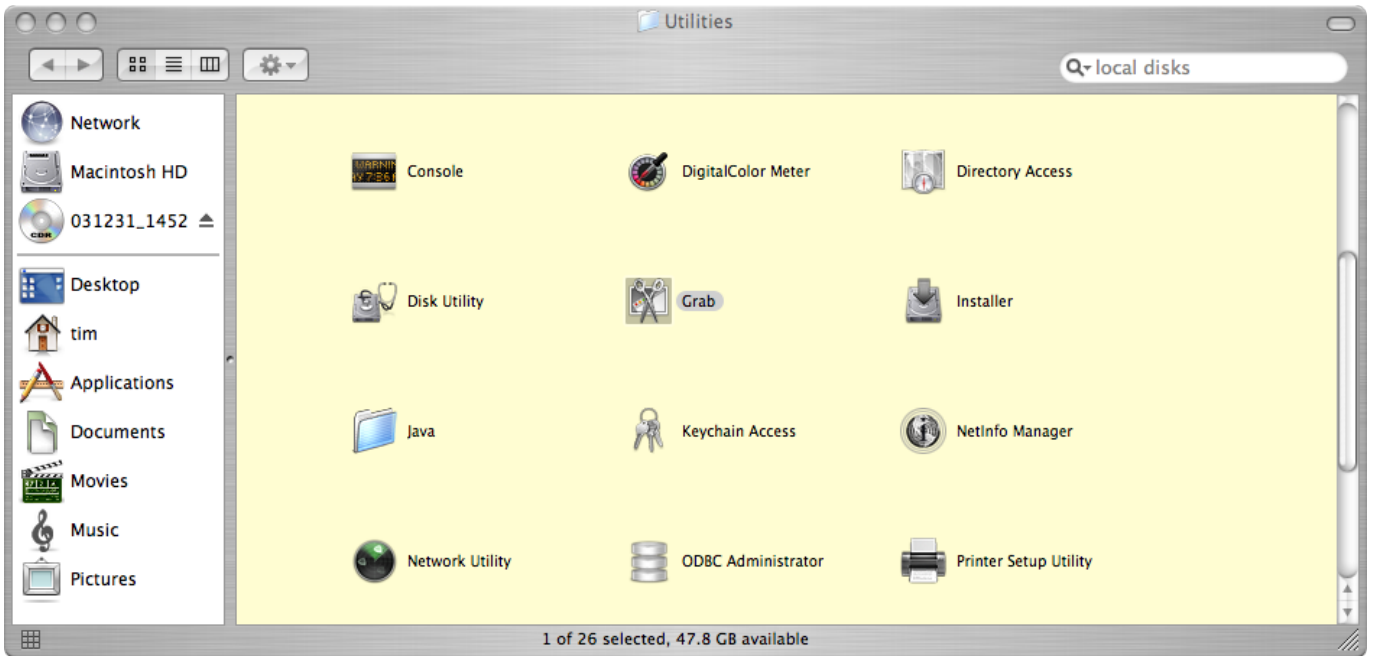 Utilities
local disks
Network
Macintosh HD
031231_1452
CDR
Desktop
tim
Applications
Documents
Movies
Music
Pictures
Console
DigitalColor Meter
Directory Access
Disk Utility
Grab
Installer
Java
Keychain Access
NetInfo Manager
Network Utility
ODBC Administrator
Printer Setup Utility
1 of 26 selected, 47.8 GB available